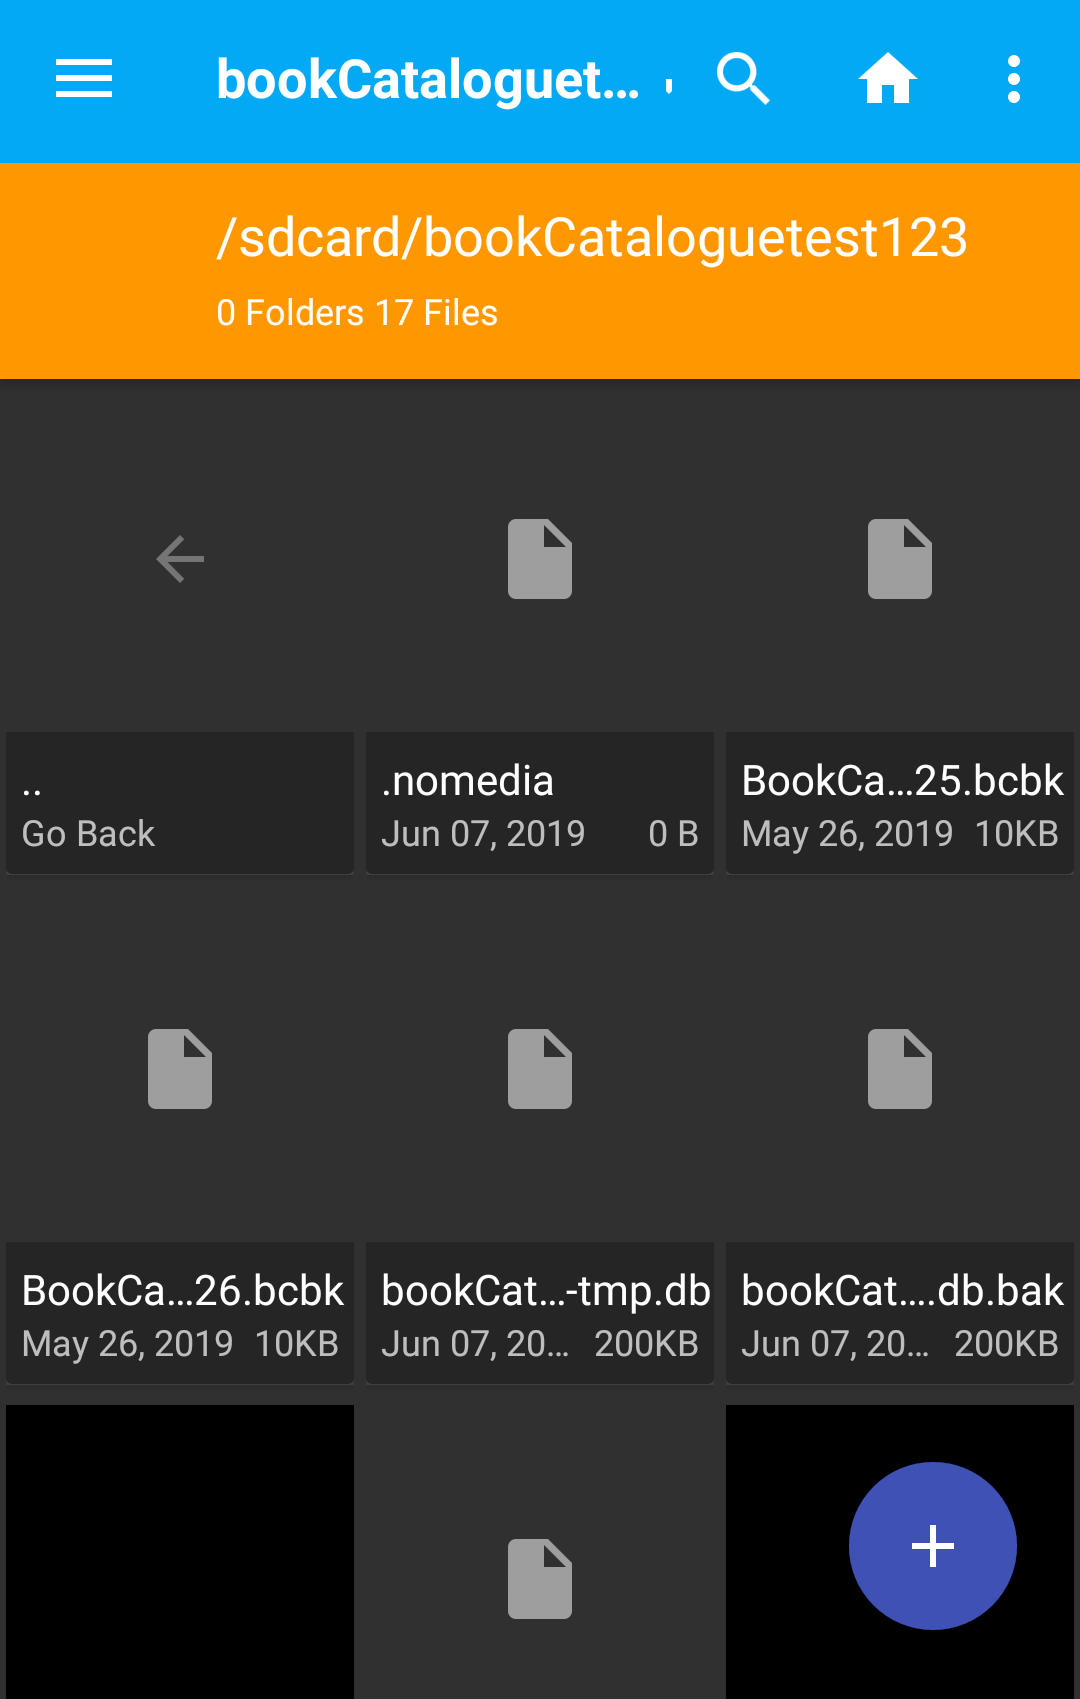 bookCataloguet...
/sdcard/bookCataloguetest123
0 Folders 17 Files
..
Go Back
.nomedia
Jun 07, 2019 0 B
BookCa...25.bcbk
May 26, 2019 10KB
BookCa...26.bcbk
May 26, 2019 10KB
bookCat...-tmp.db
Jun 07, 20... 200KB
bookCat....db.bak
Jun 07, 20... 200KB